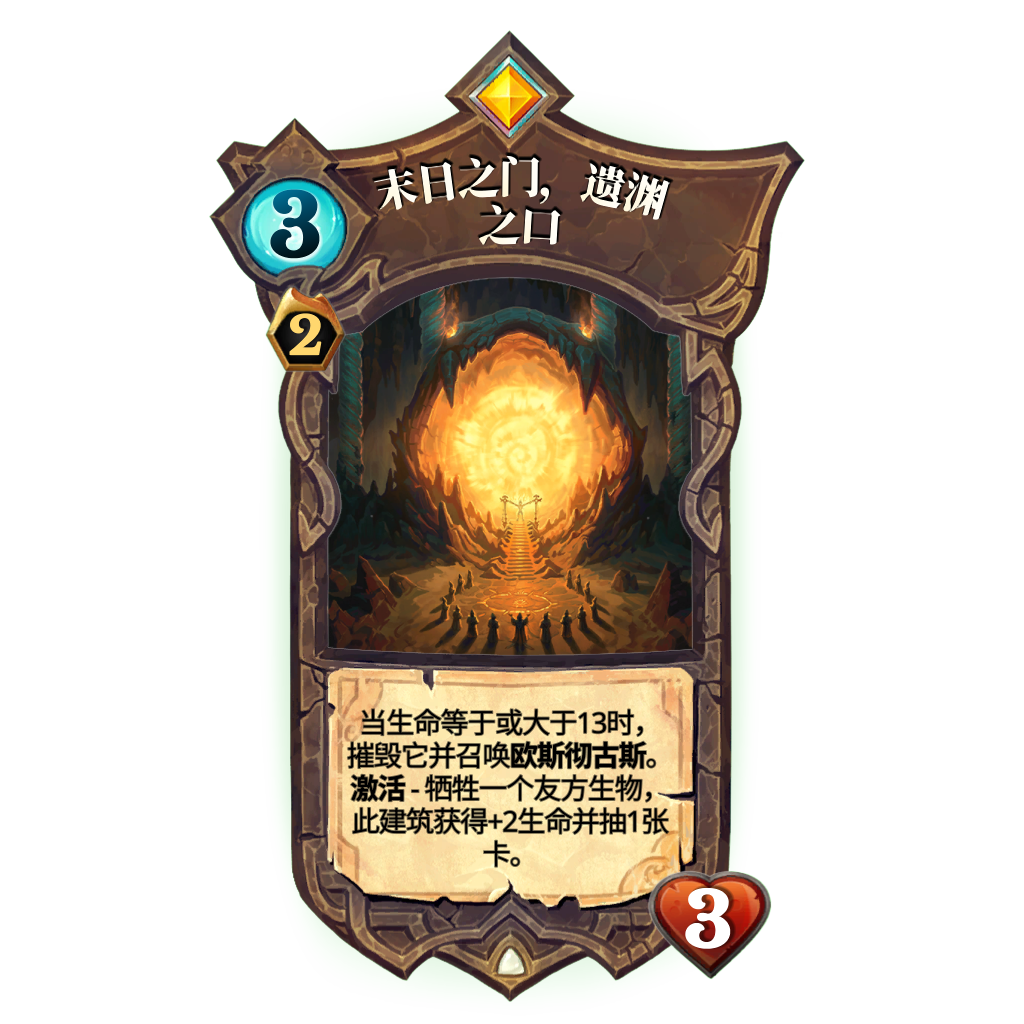 3
末日之门，遗渊
之口
2
当生命等于或大于13时，
摧毁它并召唤欧斯彻古斯。
激活 - 牺牲一个友方生物，
此建筑获得+2生命并抽1张
卡。
3